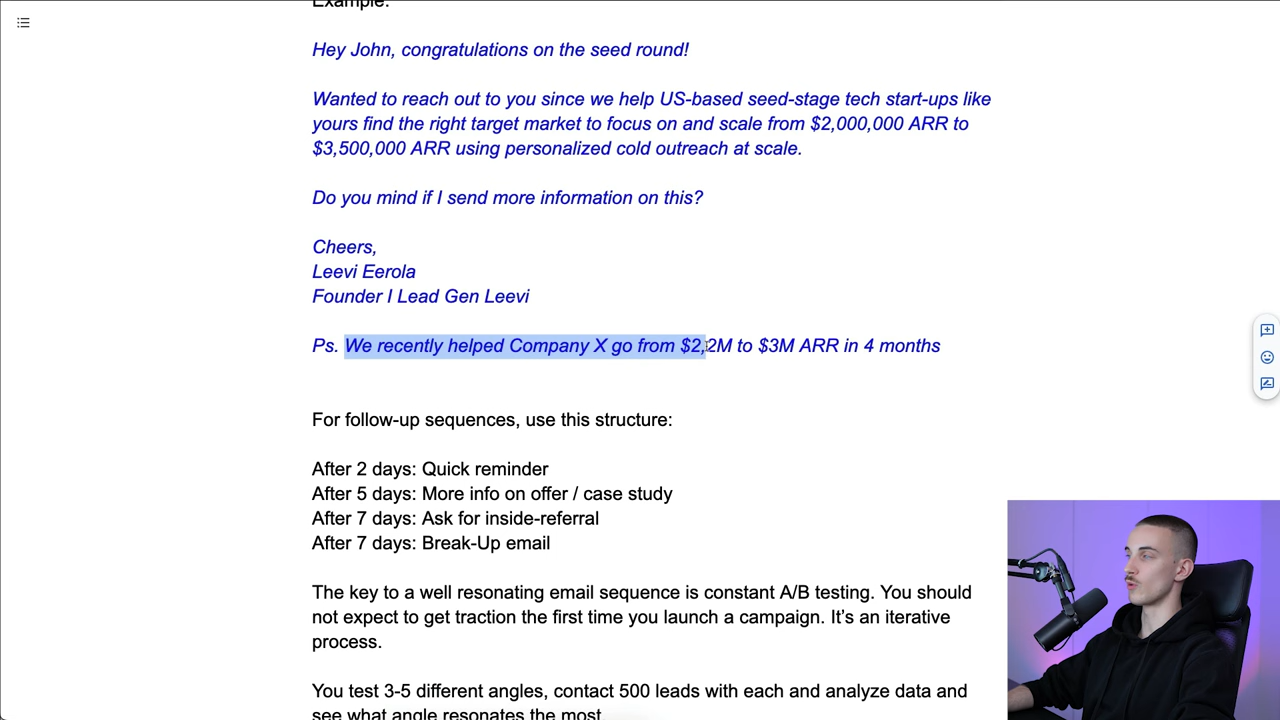 Example:
Hey John, congratulations on the seed round!
Wanted to reach out to you since we help US-based seed-stage tech start-ups like
yours find the right target market to focus on and scale from $2,000,000 ARR to
$3,500,000 ARR using personalized cold outreach at scale.
Do you mind if I send more information on this?
Cheers,
Leevi Eerola
Founder I Lead Gen Leevi
Ps. We recently helped Company X go from $2,2M to $3M ARR in 4 months
For follow-up sequences, use this structure:
After 2 days: Quick reminder
After 5 days: More info on offer / case study
After 7 days: Ask for inside-referral
After 7 days: Break-Up email
The key to a well resonating email sequence is constant A/B testing. You should
not expect to get traction the first time you launch a campaign. It’s an iterative
process.
You test 3-5 different angles, contact 500 leads with each and analyze data and
see what angle resonates the most.